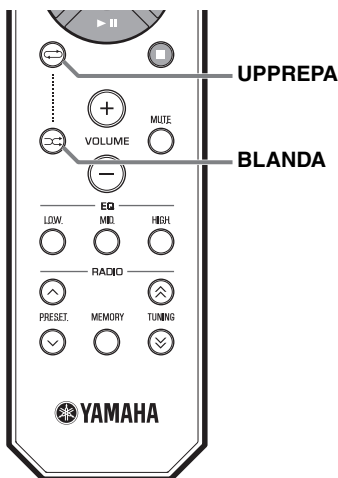 UPPREPA
MUTE
VOLUME
BLANDA
EQ
LOW MID HIGH
RADIO
PRESET MEMORY TUNING
YAMAHA